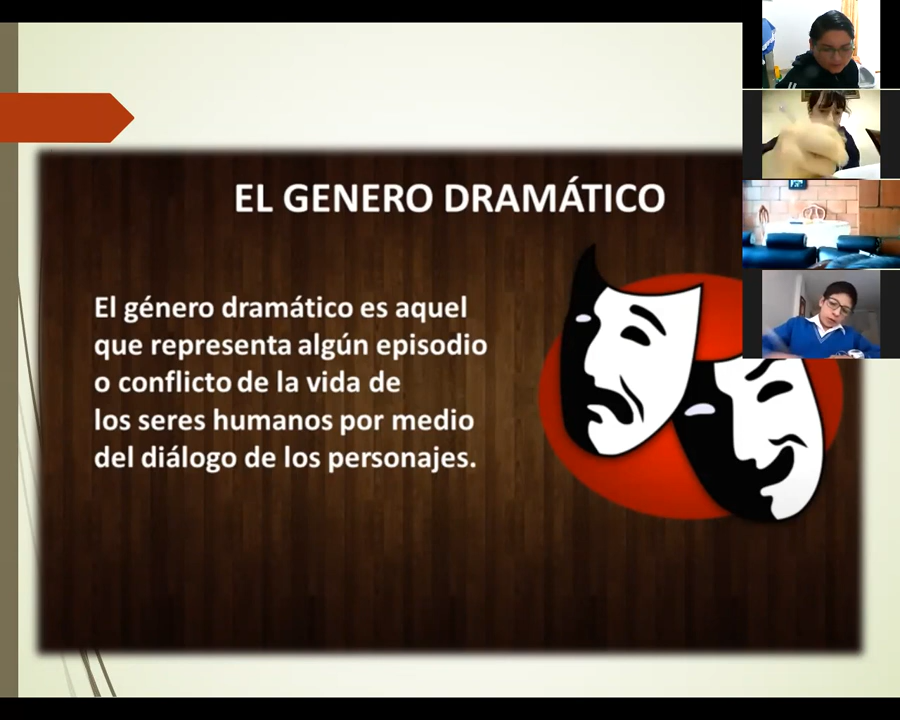 EL GENERO DRAMÁTICO
El género dramático es aquel
que representa algún episodio
o conflicto de la vida de
los seres humanos por medio
del diálogo de los personajes.